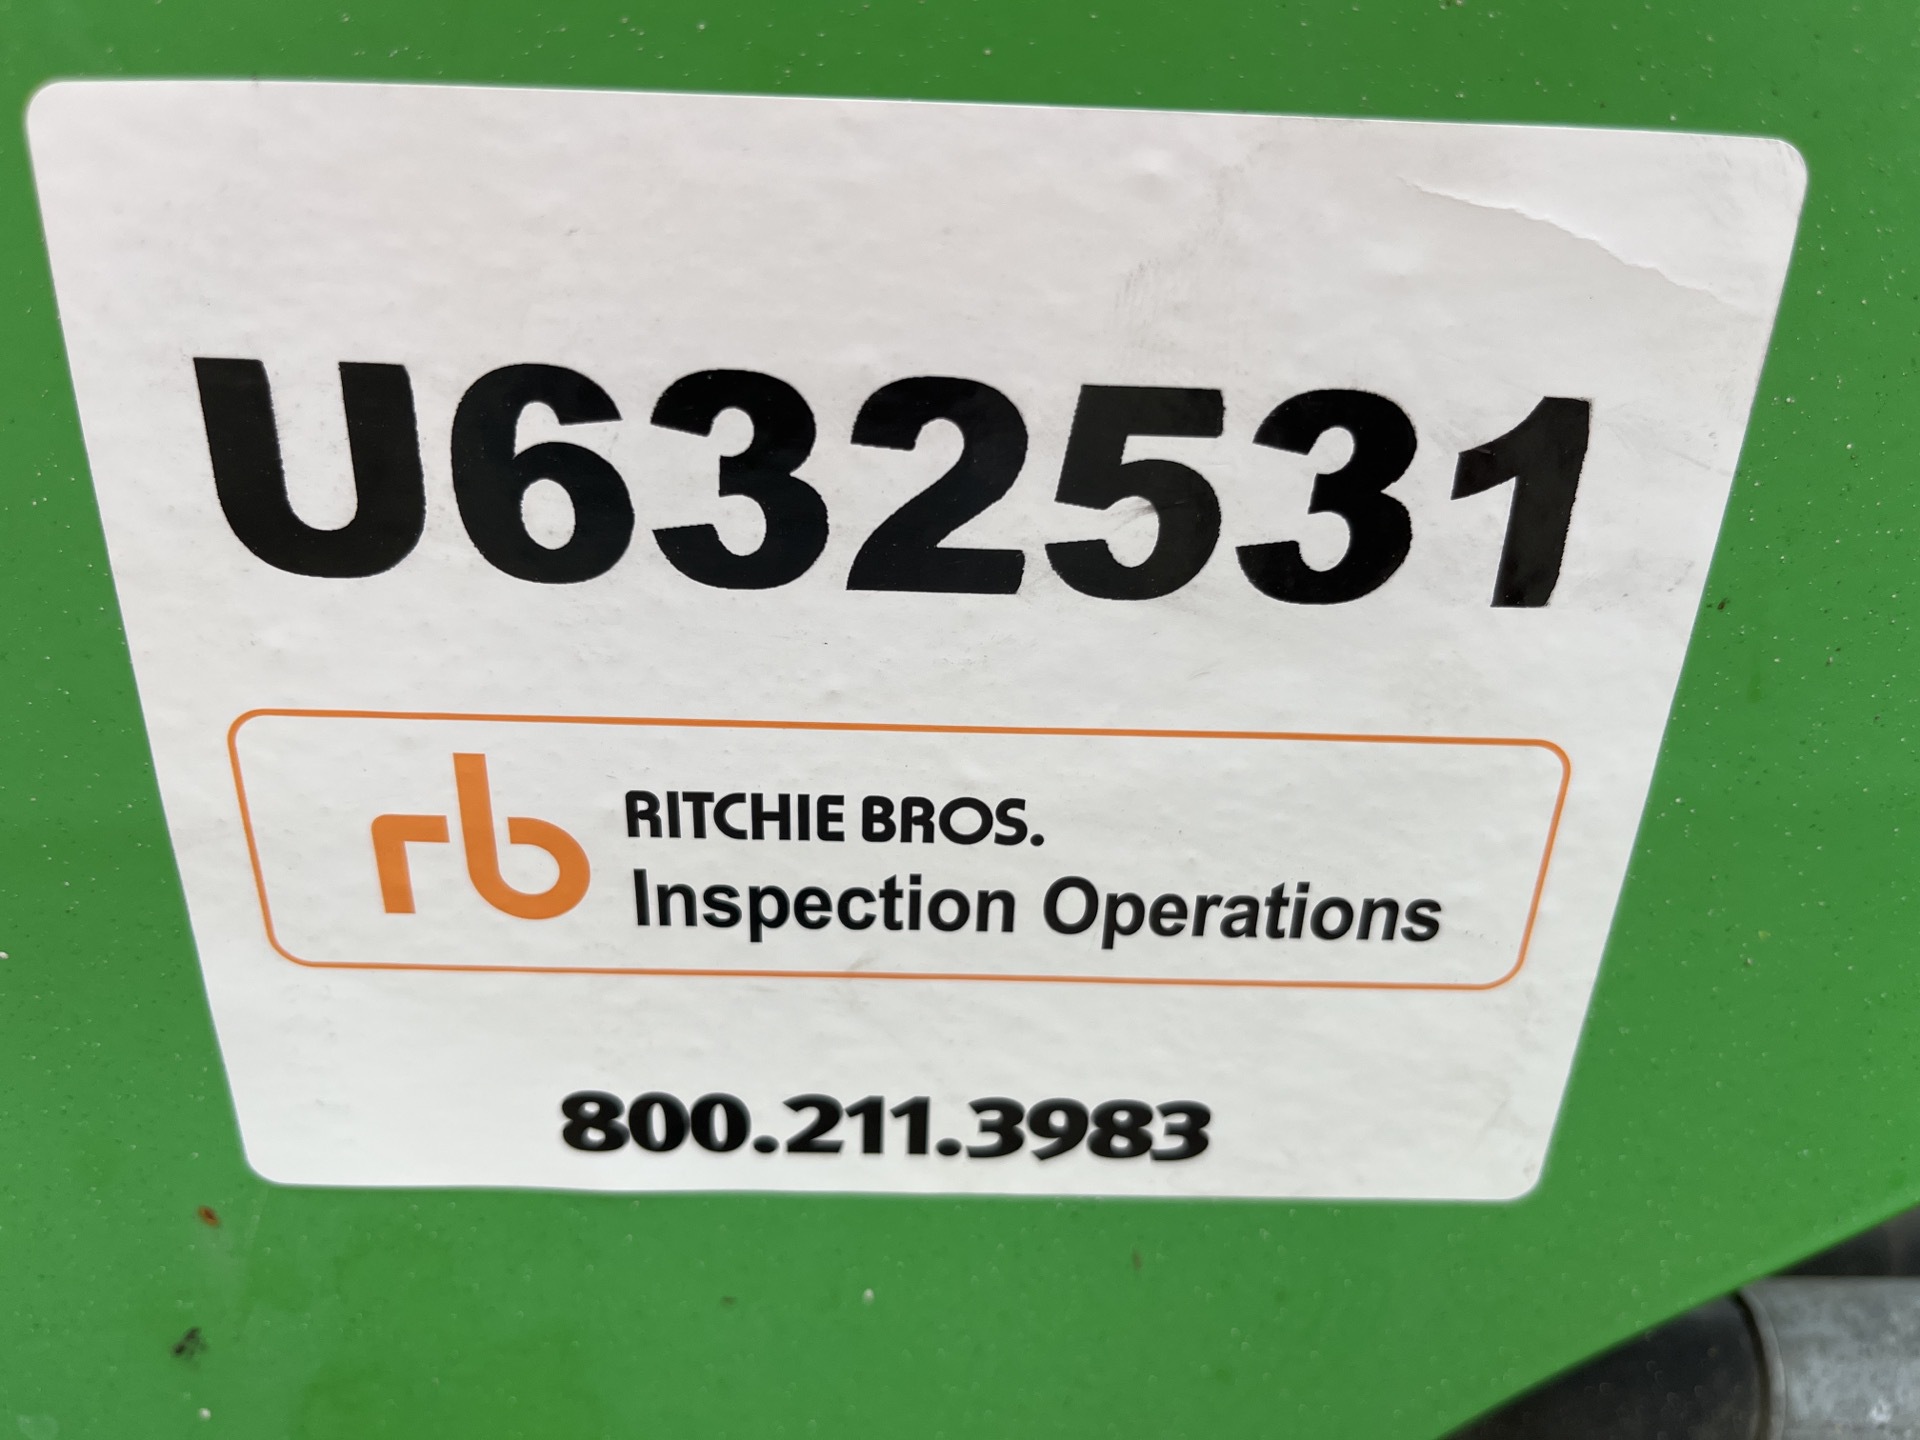 U632531
rb RITCHIE BROS.
Inspection Operations
800.211.3983